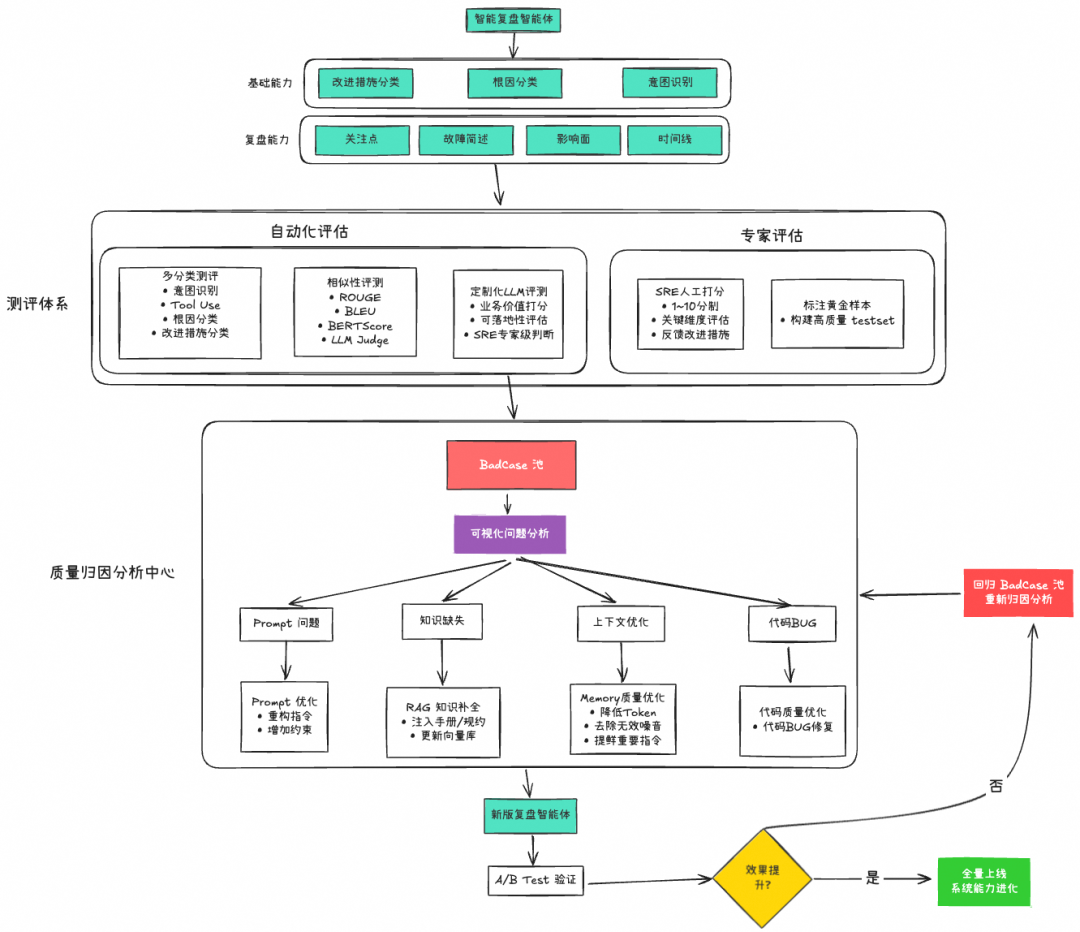 智能复盘智能体
基础能力
改进措施分类
根因分类
意图识别
复盘能力
关注点
故障简述
影响面
时间线
测评体系
自动化评估
多分类测评
• 意图识别
• Tool Use
• 根因分类
• 改进措施分类
相似性评测
• ROUGE
• BLEU
• BERTScore
• LLM Judge
定制化LLM评测
• 业务价值打分
• 可落地性评估
• SRE专家级判断
专家评估
SRE人工打分
• 1~10分制
• 关键维度评估
• 反馈改进措施
标注黄金样本
• 构建高质量 testset
质量归因分析中心
BadCase 池
可视化问题分析
Prompt 问题
知识缺失
上下文优化
代码BUG
Prompt 优化
• 重构指令
• 增加约束
RAG 知识补全
• 注入手册/规约
• 更新向量库
Memory质量优化
• 降低Token
• 去除无效噪音
• 提鲜重要指令
代码质量优化
• 代码BUG修复
回归 BadCase 池
重新归因分析
否
新版复盘智能体
A/B Test 验证
效果提
升?
是
全量上线
系统能力进化